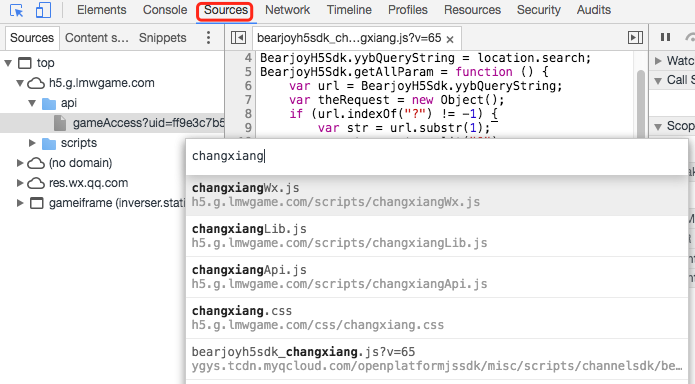 Elements Console Sources Network Timeline Profiles Resources Security Audits
Sources Content s... Snippets bearjoyh5sdk_ch...gxiang.js?v=65 ×
top
h5.g.lmwgame.com
api
gameAccess?uid=ff9e3c7b5
scripts
(no domain)
res.wx.qq.com
gameiframe (inverser.stati
4 BearjoyH5Sdk.yybQueryString = location.search;
5 BearjoyH5Sdk.getAllParam = function () {
6 var url = BearjoyH5Sdk.yybQueryString;
7 var theRequest = new Object();
8 if (url.indexOf("?") != -1) {
9 var str = url.substr(1);
Watc
Call S
Scop
changxiang
changxiangWx.js
h5.g.lmwgame.com/scripts/changxiangWx.js
changxiangLib.js
h5.g.lmwgame.com/scripts/changxiangLib.js
changxiangApi.js
h5.g.lmwgame.com/scripts/changxiangApi.js
changxiang.css
h5.g.lmwgame.com/css/changxiang.css
bearjoyh5sdk_changxiang.js?v=65
ygys.tcdn.myqcloud.com/openplatformjssdk/misc/scripts/channelsdk/be...